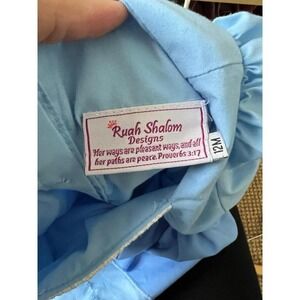 Ruah Shalom
Designs
Her ways are pleasant ways, and all
her paths are peace. Proverbs 3:17
12M